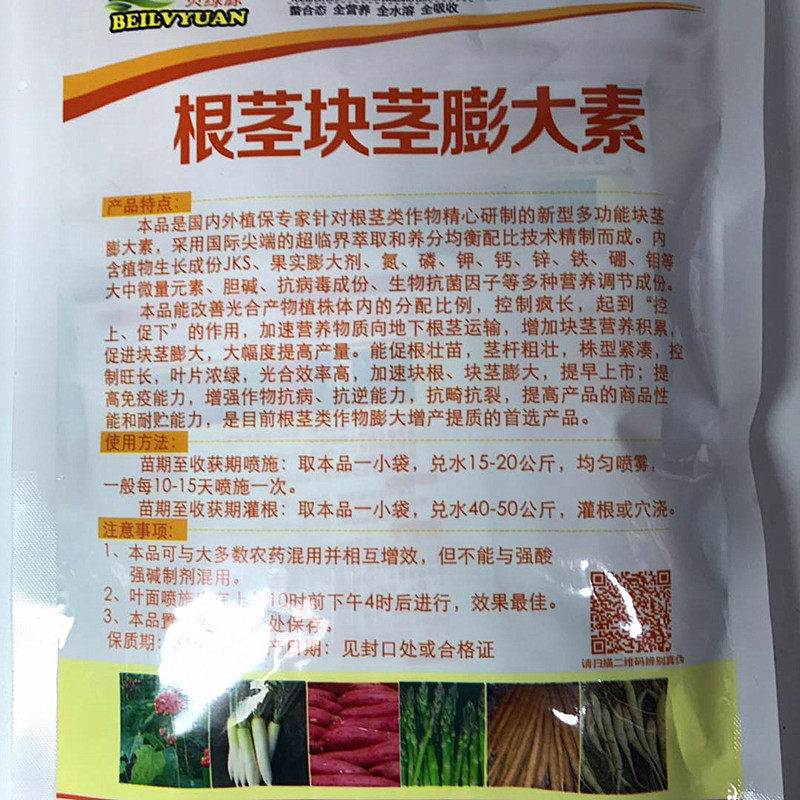 贝绿源
BEILVYUAN
螯合态 全营养 全水溶 全吸收
根茎块茎膨大素
产品特点：
本品是国内外植保专家针对根茎类作物精心研制的新型多功能块茎
膨大素，采用国际尖端的超临界萃取和养分均衡配比技术精制而成。内
含植物生长成份JKS、果实膨大剂、氮、磷、钾、钙、锌、铁、硼、钼等
大中微量元素、胆碱、抗病毒成份、生物抗菌因子等多种营养调节成份。
本品能改善光合产物植株体内的分配比例，控制疯长，起到“控
上、促下”的作用，加速营养物质向地下根茎运输，增加块茎营养积累，
促进块茎膨大，大幅度提高产量。能促根壮苗，茎杆粗壮，株型紧凑，控
制旺长，叶片浓绿，光合效率高，加速块根、块茎膨大，提早上市；提
高免疫能力，增强作物抗病、抗逆能力，抗畸抗裂，提高产品的商品性
能和耐贮能力，是目前根茎类作物膨大增产提质的首选产品。
使用方法：
苗期至收获期喷施：取本品一小袋，兑水15-20公斤，均匀喷雾，
一般每10-15天喷施一次。
苗期至收获期灌根：取本品一小袋，兑水40-50公斤，灌根或穴浇。
注意事项：
1、本品可与大多数农药混用并相互增效，但不能与强酸
强碱制剂混用。
2、叶面喷施 在上 10时前下午4时后进行，效果最佳。
3、本品置 处保存。
保质期： 产日期：见封口处或合格证
请扫描二维码辨别真伪